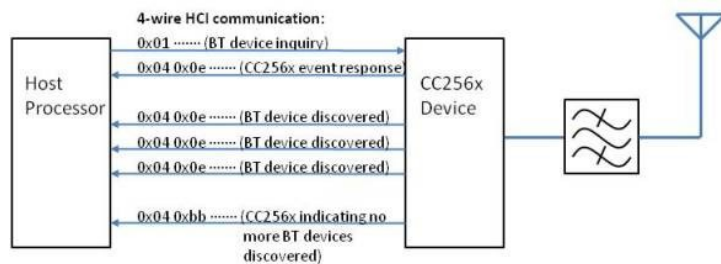 4-wire HCI communication:
0x01 ······· (BT device inquiry)
0x04 0x0e ······· (CC256x event response)
Host
Processor
CC256x
Device
0x04 0x0e ······· (BT device discovered)
0x04 0x0e ······· (BT device discovered)
0x04 0x0e ······· (BT device discovered)
0x04 0xbb ······· (CC256x indicating no
more BT devices
discovered)